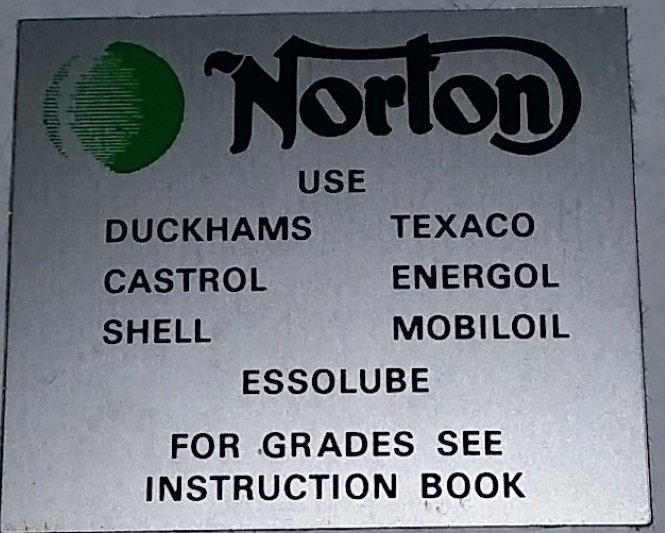 Norton
USE
DUCKHAMS TEXACO
CASTROL ENERGOL
SHELL MOBILOIL
ESSOLUBE
FOR GRADES SEE
INSTRUCTION BOOK